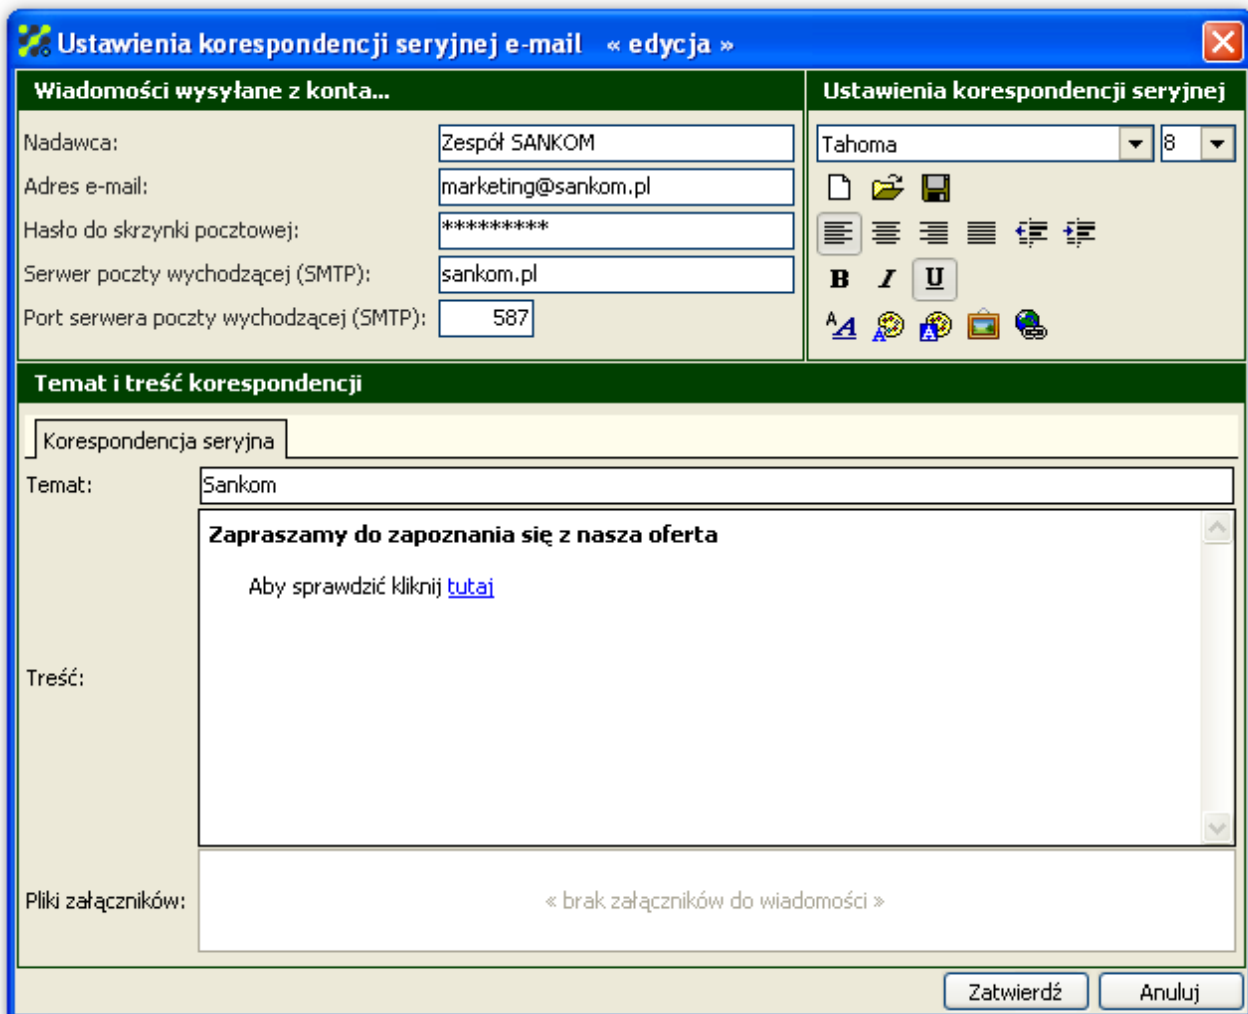 Ustawienia korespondencji seryjnej e-mail « edycja »
Wiadomości wysyłane z konta...
Nadawca: Zespół SANKOM
Adres e-mail: marketing@sankom.pl
Hasło do skrzynki pocztowej: *********
Serwer poczty wychodzącej (SMTP): sankom.pl
Port serwera poczty wychodzącej (SMTP): 587
Ustawienia korespondencji seryjnej
Tahoma 8
B I U
Temat i treść korespondencji
Korespondencja seryjna
Temat: Sankom
Treść:
Zapraszamy do zapoznania się z nasza oferta
Aby sprawdzić kliknij tutaj
Pliki załączników: « brak załączników do wiadomości »
Zatwierdź Anuluj